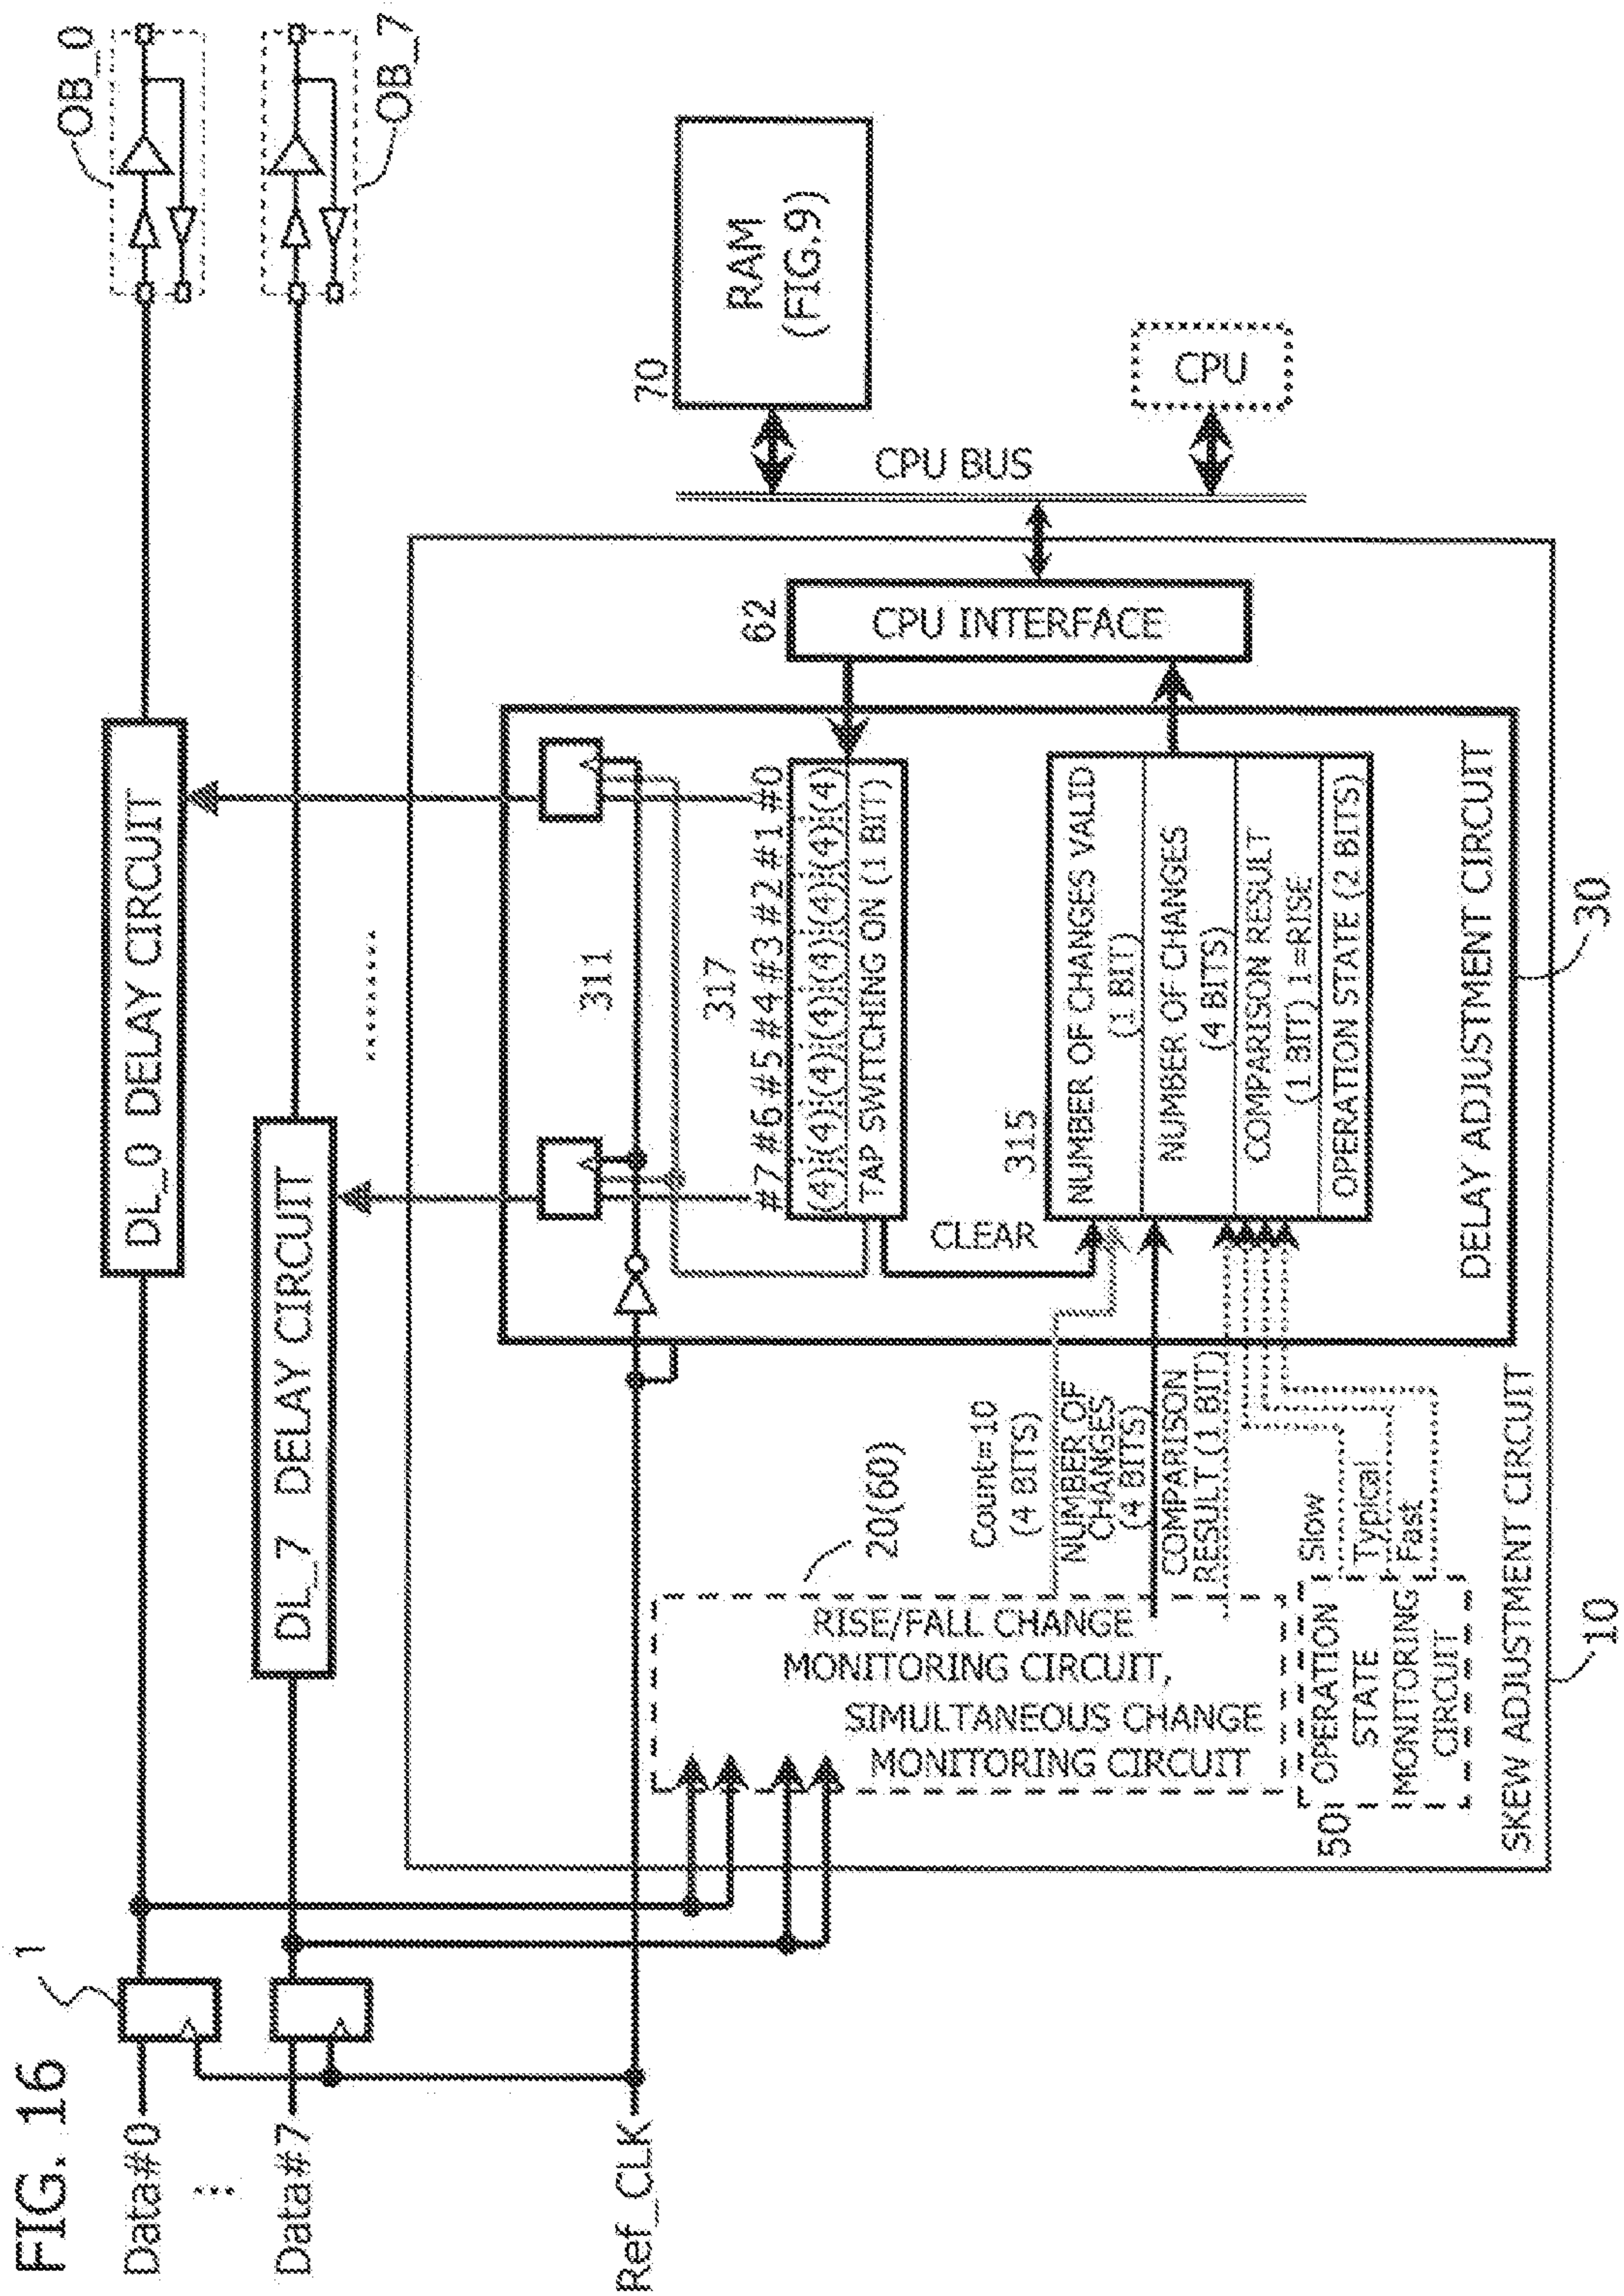 FIG. 16
1
Data#0
Data#7
Ref_CLK
DL_0 DELAY CIRCUIT
DL_7 DELAY CIRCUIT
OB_0
OB_7
311
317
#7 #6 #5 #4 #3 #2 #1 #0
(4) (4) (4) (4) (4) (4) (4) (4)
TAP SWITCHING ON (1 BIT)
CLEAR
315
NUMBER OF CHANGES VALID
(1 BIT)
NUMBER OF CHANGES
(4 BITS)
COMPARISON RESULT
(1 BIT) 1=RISE
OPERATION STATE (2 BITS)
DELAY ADJUSTMENT CIRCUIT
30
62
CPU INTERFACE
CPU BUS
70
RAM
(FIG.9)
CPU
20(60)
RISE/FALL CHANGE
MONITORING CIRCUIT,
SIMULTANEOUS CHANGE
MONITORING CIRCUIT
Count=10
(4 BITS)
NUMBER OF
CHANGES
(4 BITS)
COMPARISON
RESULT (1 BIT)
Slow
Typical
Fast
50
OPERATION
STATE
MONITORING
CIRCUIT
SKEW ADJUSTMENT CIRCUIT
10